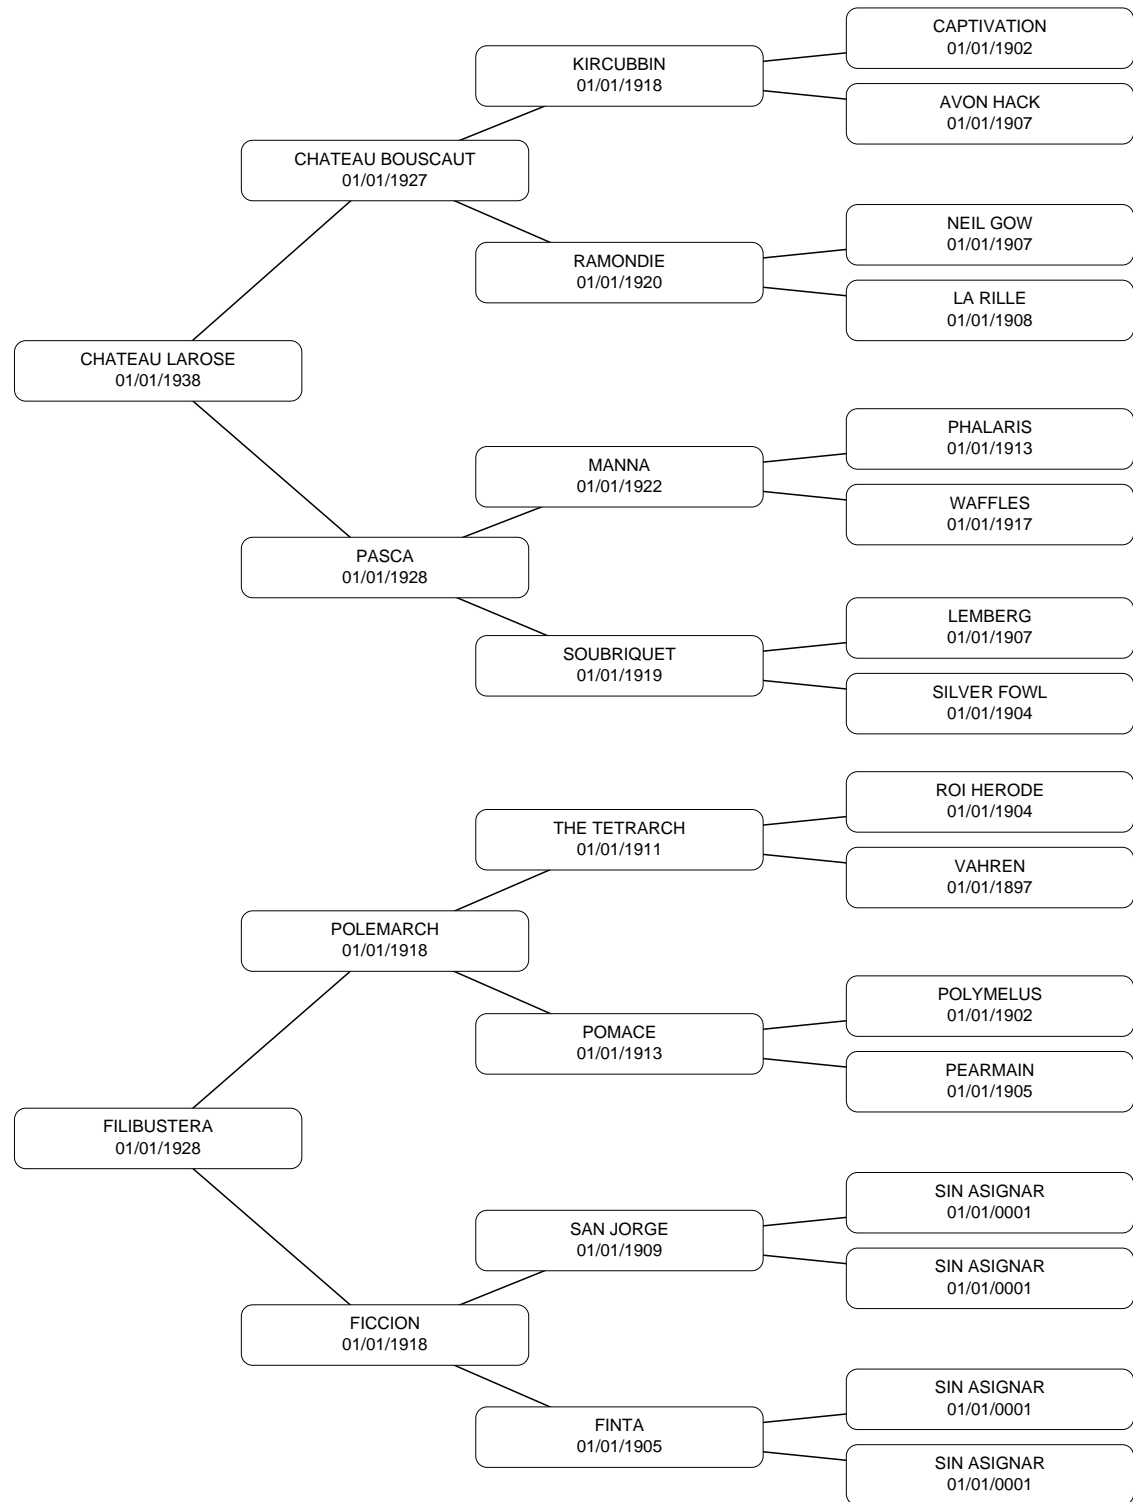 CAPTIVATION
01/01/1902
KIRCUBBIN
01/01/1918
AVON HACK
01/01/1907
CHATEAU BOUSCAUT
01/01/1927
NEIL GOW
01/01/1907
RAMONDIE
01/01/1920
LA RILLE
01/01/1908
CHATEAU LAROSE
01/01/1938
PHALARIS
01/01/1913
MANNA
01/01/1922
WAFFLES
01/01/1917
PASCA
01/01/1928
LEMBERG
01/01/1907
SOUBRIQUET
01/01/1919
SILVER FOWL
01/01/1904
ROI HERODE
01/01/1904
THE TETRARCH
01/01/1911
VAHREN
01/01/1897
POLEMARCH
01/01/1918
POLYMELUS
01/01/1902
POMACE
01/01/1913
PEARMAIN
01/01/1905
FILIBUSTERA
01/01/1928
SIN ASIGNAR
01/01/0001
SAN JORGE
01/01/1909
SIN ASIGNAR
01/01/0001
FICCION
01/01/1918
SIN ASIGNAR
01/01/0001
FINTA
01/01/1905
SIN ASIGNAR
01/01/0001